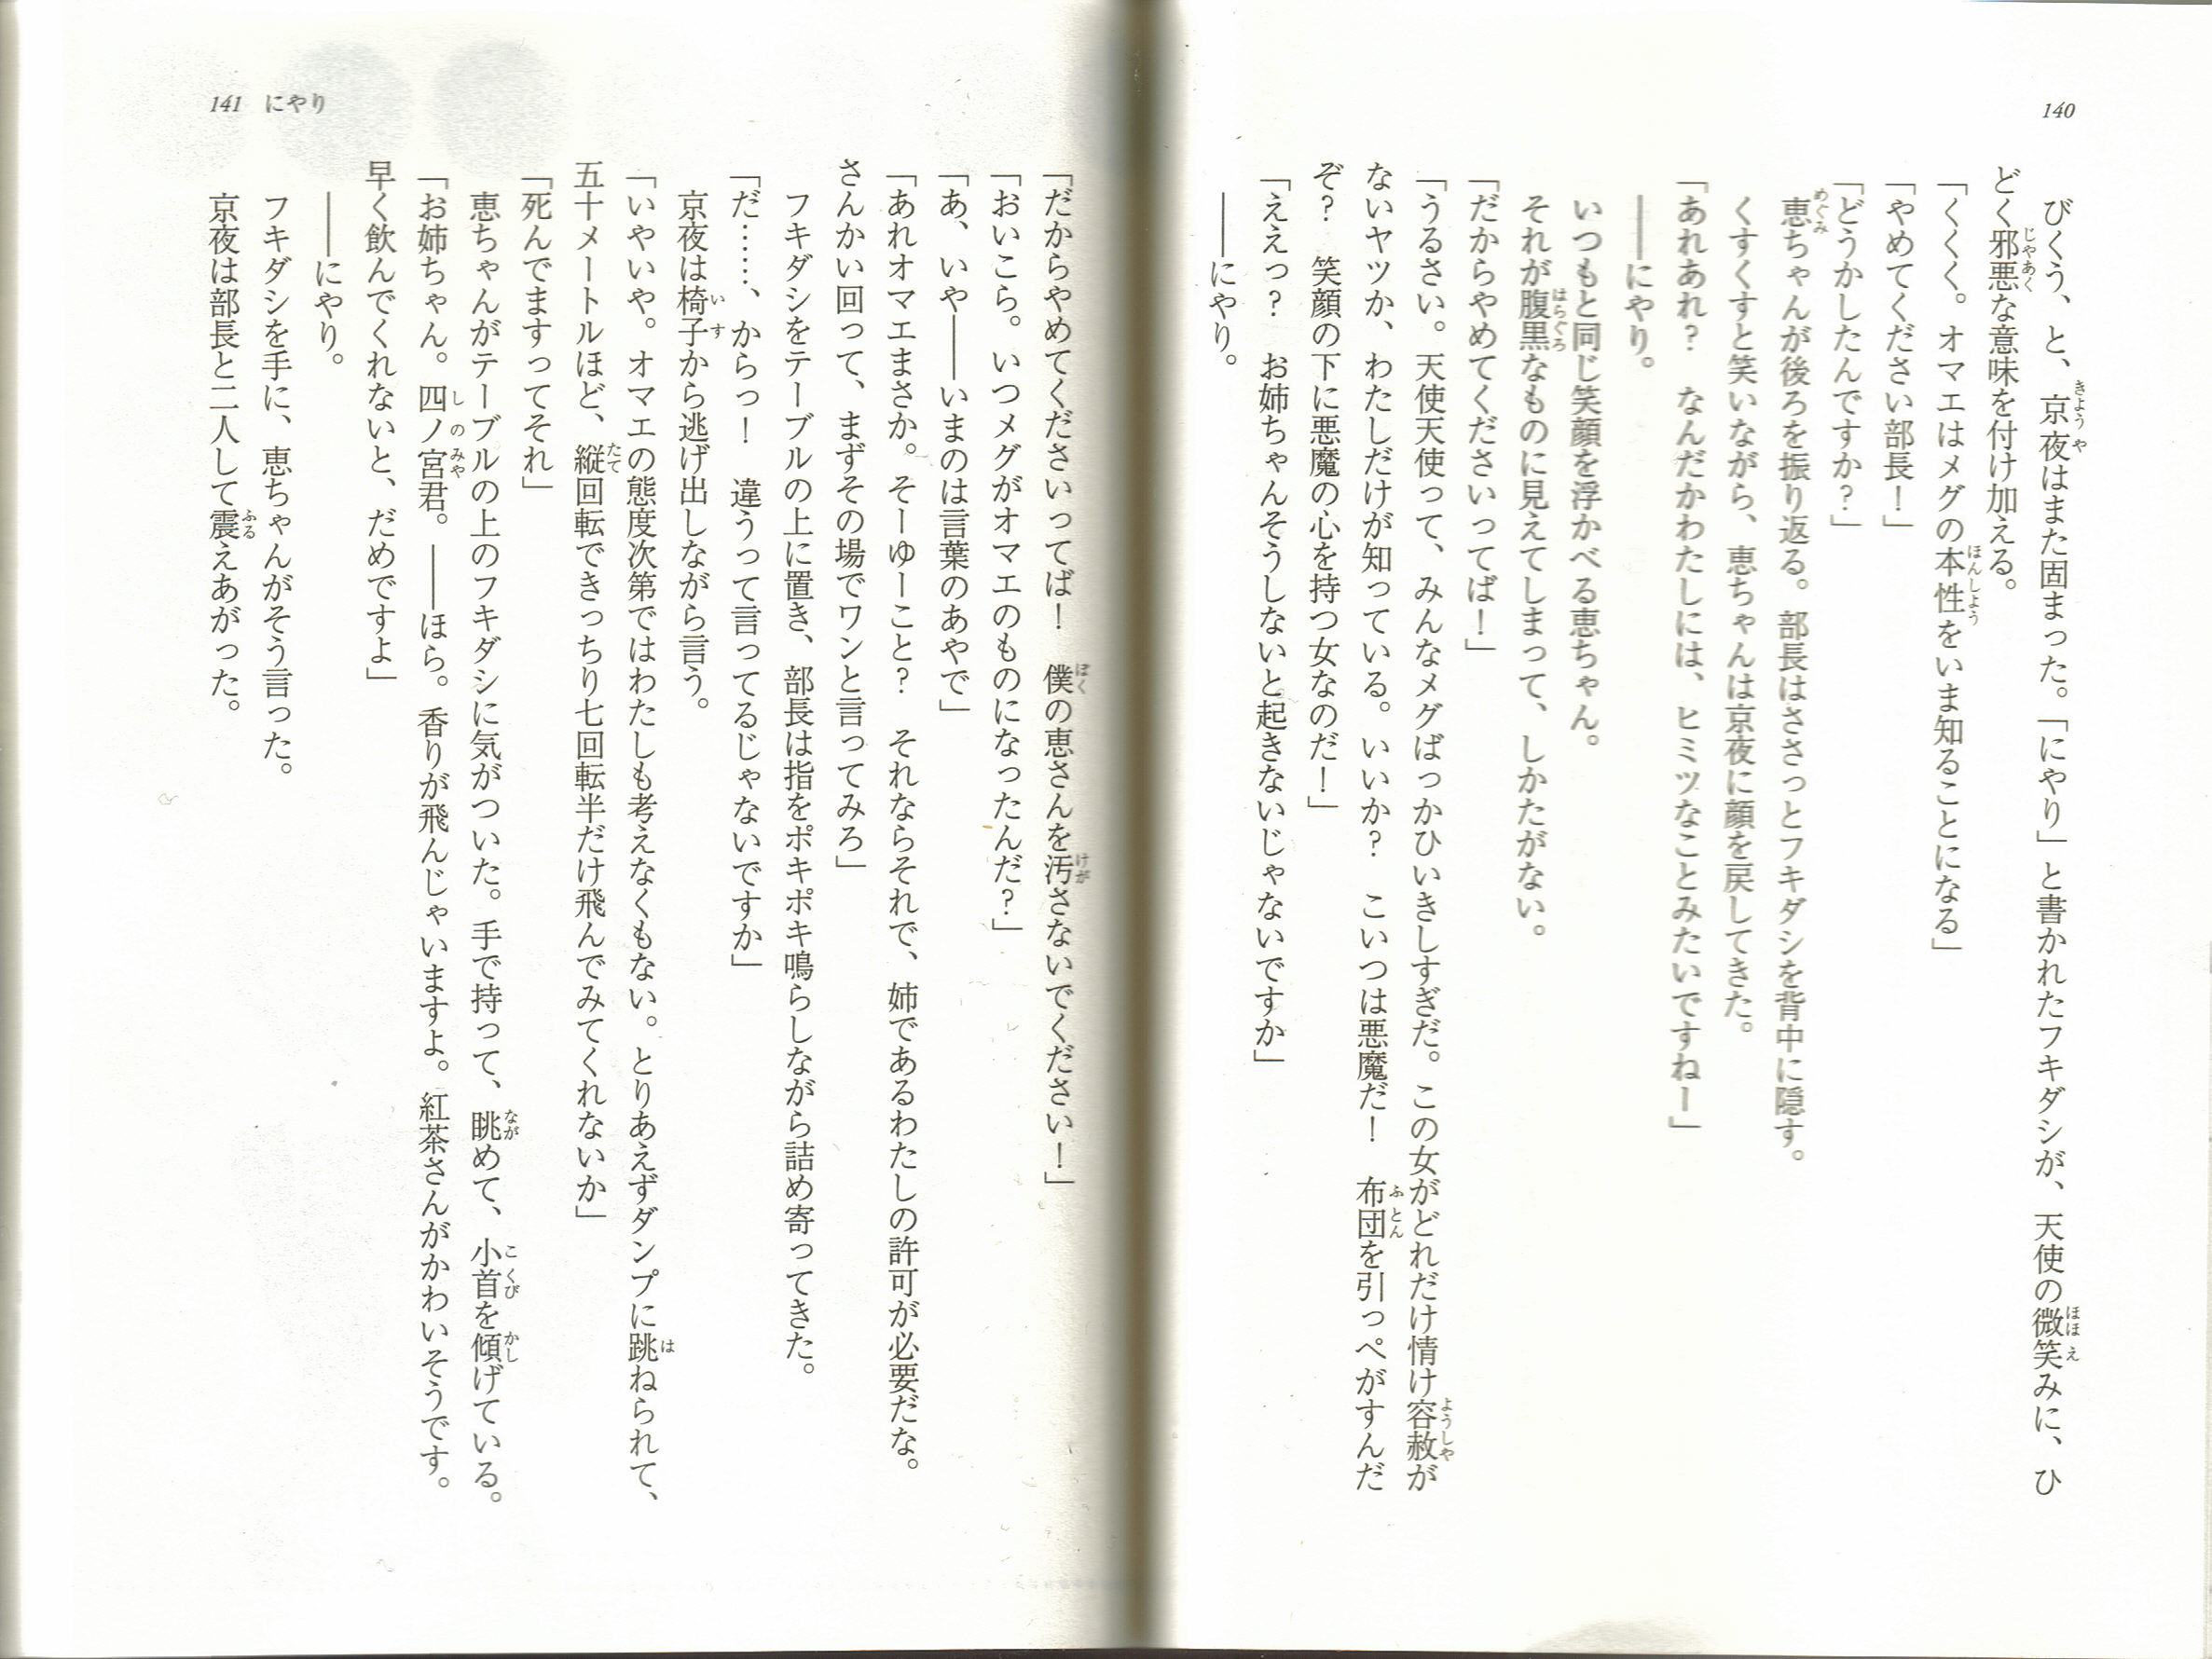 140
びくう、と、京夜はまた固まった。「にやり」と書かれたフキダシが、天使の微笑みに、ひ
どく邪悪な意味を付け加える。
「くくく。オマエはメグの本性をいま知ることになる」
「やめてください部長！」
「どうかしたんですか？」
恵ちゃんが後ろを振り返る。部長はささっとフキダシを背中に隠す。
くすくすと笑いながら、恵ちゃんは京夜に顔を戻してきた。
「あれあれ？　なんだかわたしには、ヒミツなことみたいですねー」
――にやり。
いつもと同じ笑顔を浮かべる恵ちゃん。
それが腹黒なものに見えてしまって、しかたがない。
「だからやめてくださいってば！」
「うるさい。天使天使って、みんなメグばっかひいきしすぎだ。この女がどれだけ情け容赦が
ないヤツか、わたしだけが知っている。いいか？　こいつは悪魔だ！　布団を引っぺがすんだ
ぞ？　笑顔の下に悪魔の心を持つ女なのだ！」
「ええっ？　お姉ちゃんそうしないと起きないじゃないですか」
――にやり。
141 にやり
「だからやめてくださいってば！　僕の恵さんを汚さないでください！」
「おいこら。いつメグがオマエのものになったんだ？」
「あ、いや――いまのは言葉のあやで」
「あれオマエまさか。そーゆーこと？　それならそれで、姉であるわたしの許可が必要だな。
さんかい回って、まずその場でワンと言ってみろ」
フキダシをテーブルの上に置き、部長は指をポキポキ鳴らしながら詰め寄ってきた。
「だ……、からっ！　違うって言ってるじゃないですか」
京夜は椅子から逃げ出しながら言う。
「いやいや。オマエの態度次第ではわたしも考えなくもない。とりあえずダンプに跳ねられて、
五十メートルほど、縦回転できっちり七回転半だけ飛んでみてくれないか」
「死んでますってそれ」
恵ちゃんがテーブルの上のフキダシに気がついた。手で持って、眺めて、小首を傾げている。
「お姉ちゃん。四ノ宮君。――ほら。香りが飛んじゃいますよ。紅茶さんがかわいそうです。
早く飲んでくれないと、だめですよ」
――にやり。
フキダシを手に、恵ちゃんがそう言った。
京夜は部長と二人して震えあがった。